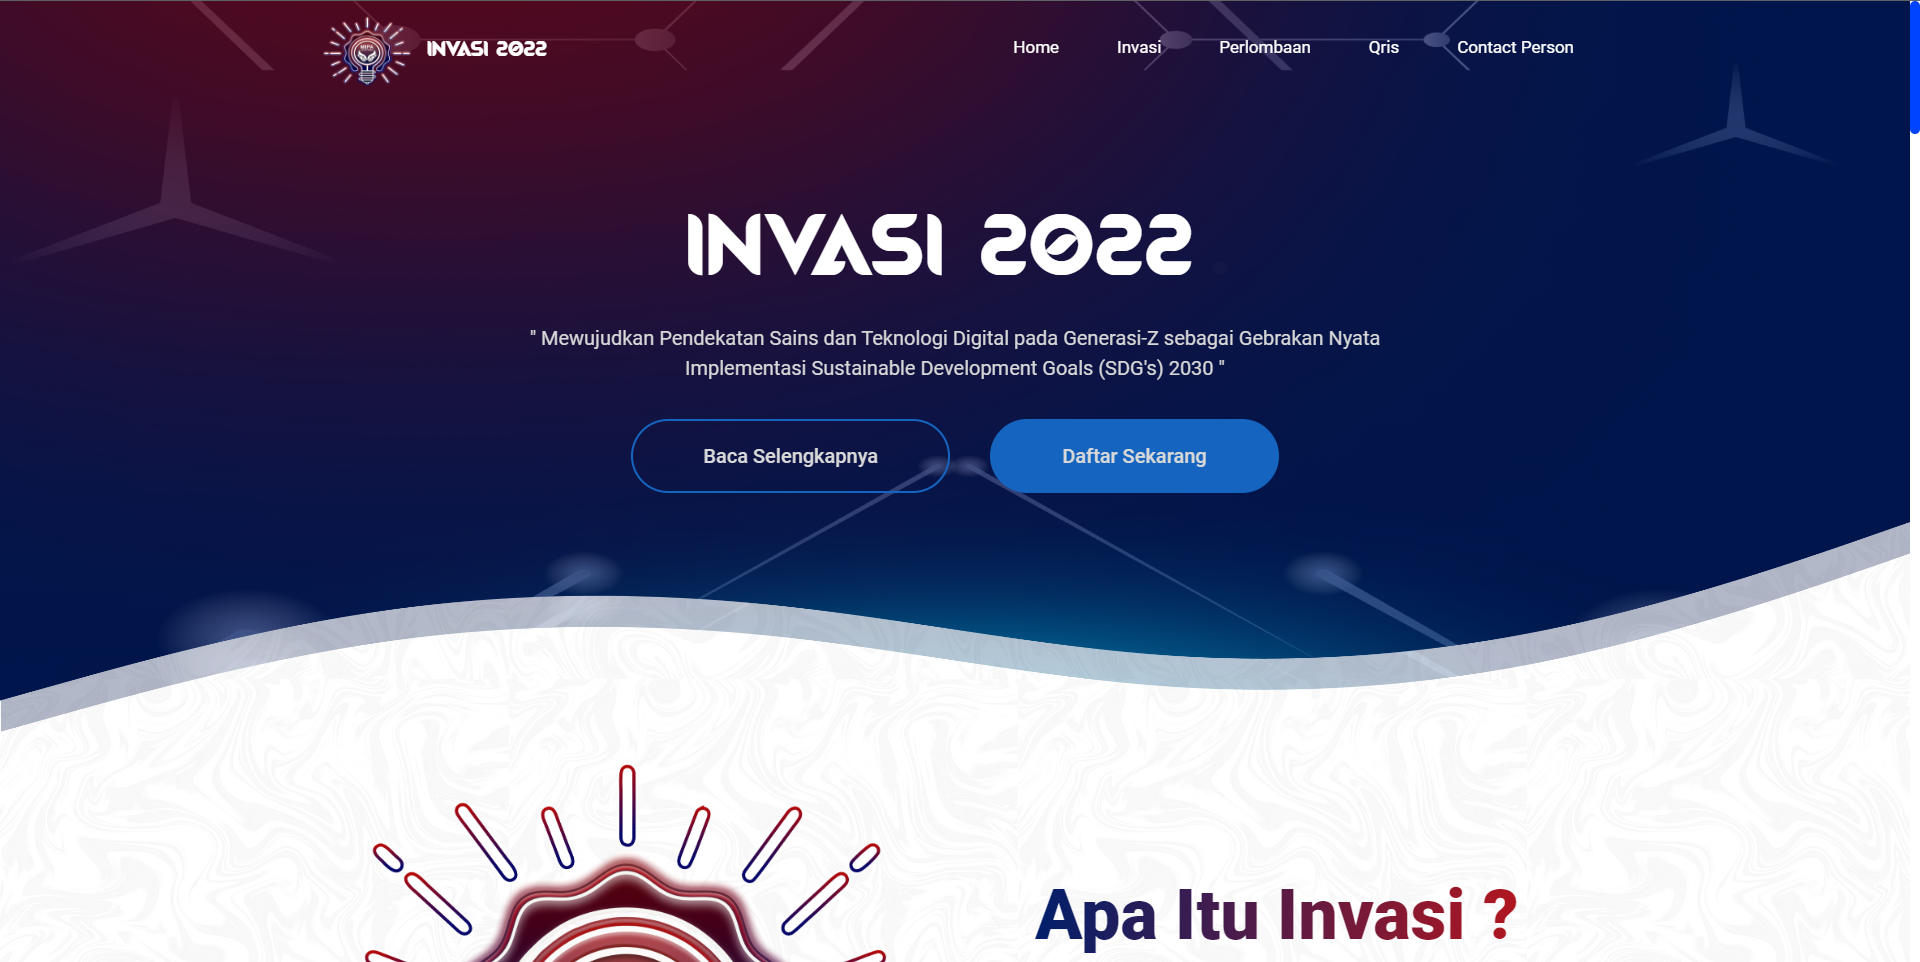 INVASI 2022
Home
Invasi
Perlombaan
Qris
Contact Person
INVASI 2022
" Mewujudkan Pendekatan Sains dan Teknologi Digital pada Generasi-Z sebagai Gebrakan Nyata
Implementasi Sustainable Development Goals (SDG's) 2030 "
Baca Selengkapnya
Daftar Sekarang
Apa Itu Invasi ?